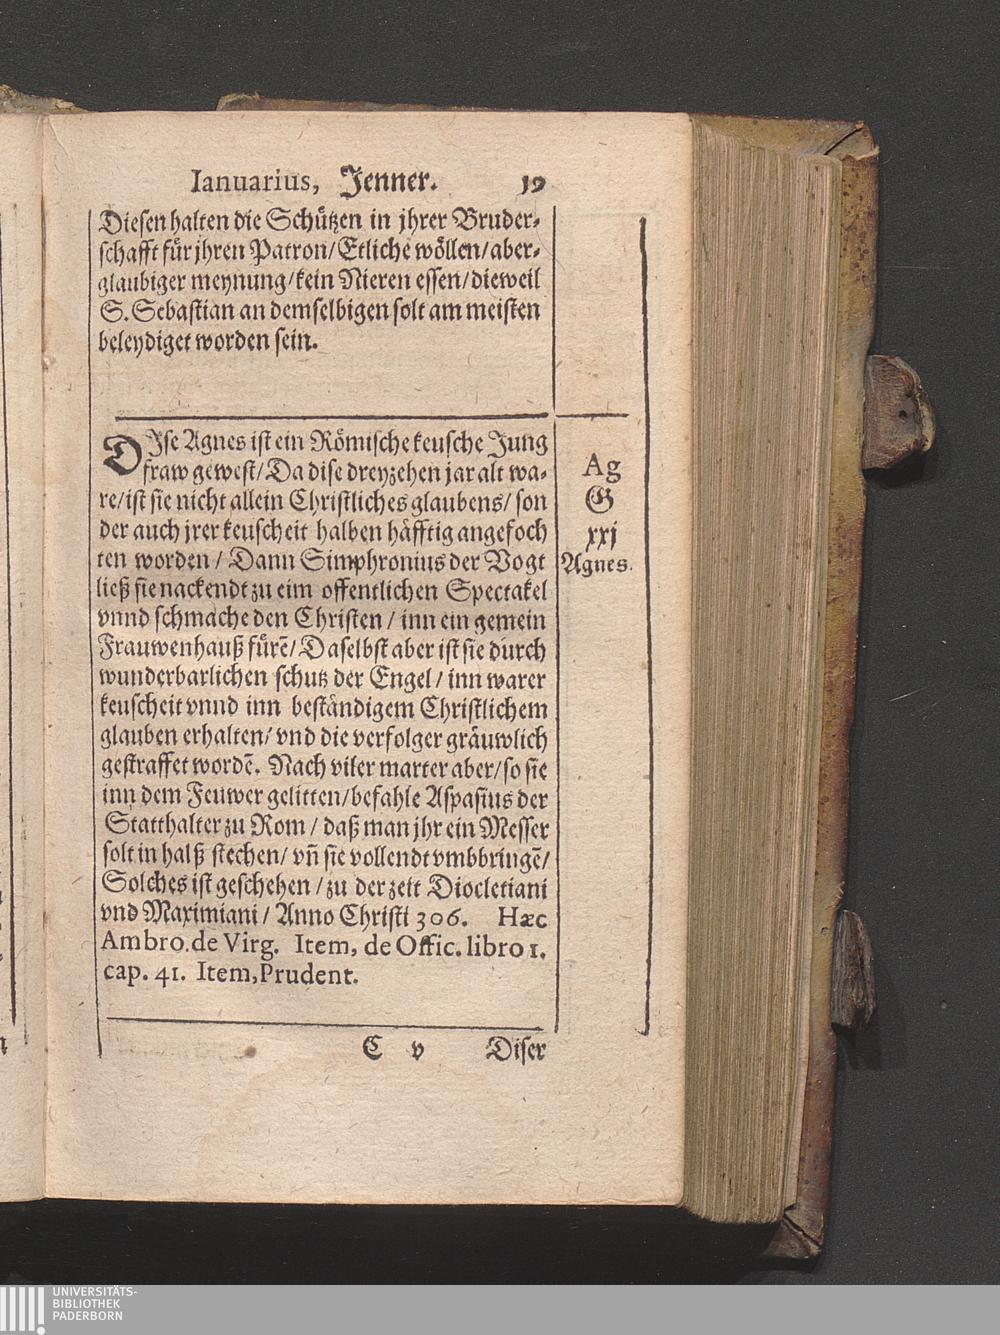 Ianuarius, Jenner. 19
Diesen halten die Schützen in jhrer Bruder-
schafft für jhren Patron/ Etliche wöllen/ aber-
glaubiger meynung/ kein Nieren essen/ dieweil
S. Sebastian an demselbigen solt am meisten
beleydiget worden sein.
DIse Agnes ist ein Römische keusche Jung
fraw gewest/ Da dise dreyzehen jar alt wa-
re/ ist sie nicht allein Christliches glaubens/ son
der auch jrer keuscheit halben häfftig angefoch
ten worden/ Dann Simphronius der Vogt
ließ sie nackendt zu eim offentlichen Spectakel
vnnd schmache den Christen/ inn ein gemein
Frauwenhauß fürẽ/ Daselbst aber ist sie durch
wunderbarlichen schutz der Engel/ inn warer
keuscheit vnnd inn beständigem Christlichem
glauben erhalten/ vnd die verfolger gräuwlich
gestraffet wordẽ. Nach viler marter aber/ so sie
inn dem Feuwer gelitten/ befahle Aspasius der
Statthalter zu Rom/ daß man jhr ein Messer
solt in halß stechen/ vñ sie vollendt vmbbringẽ/
Solches ist geschehen/ zu der zeit Diocletiani
vnd Maximiani/ Anno Christi 306. Hæc
Ambro. de Virg. Item, de Offic. libro 1.
cap. 41. Item, Prudent.
Ag
G
xxj
Agnes.
C v Diser
UNIVERSITÄTS-
BIBLIOTHEK
PADERBORN